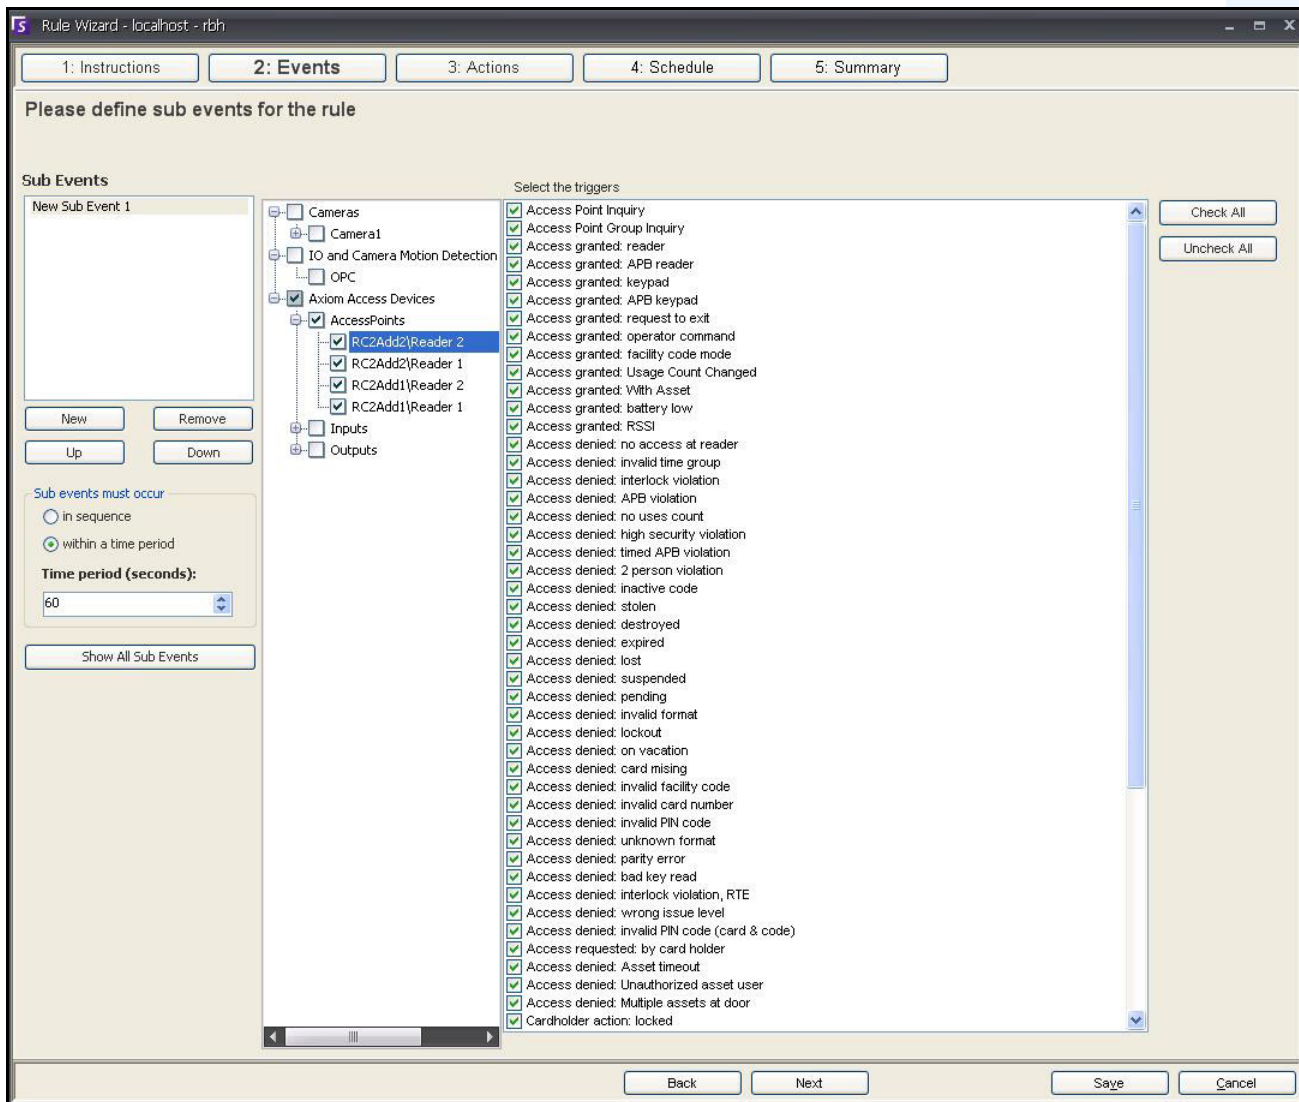 Rule Wizard - localhost - rbh
1: Instructions
2: Events
3: Actions
4: Schedule
5: Summary
Please define sub events for the rule
Sub Events
New Sub Event 1
New
Remove
Up
Down
Sub events must occur
in sequence
within a time period
Time period (seconds):
60
Show All Sub Events
Cameras
Camera1
IO and Camera Motion Detection
OPC
Axiom Access Devices
AccessPoints
RC2Add2\Reader 2
RC2Add2\Reader 1
RC2Add1\Reader 2
RC2Add1\Reader 1
Inputs
Outputs
Select the triggers
Access Point Inquiry
Access Point Group Inquiry
Access granted: reader
Access granted: APB reader
Access granted: keypad
Access granted: APB keypad
Access granted: request to exit
Access granted: operator command
Access granted: facility code mode
Access granted: Usage Count Changed
Access granted: With Asset
Access granted: battery low
Access granted: RSSI
Access denied: no access at reader
Access denied: invalid time group
Access denied: interlock violation
Access denied: APB violation
Access denied: no uses count
Access denied: high security violation
Access denied: timed APB violation
Access denied: 2 person violation
Access denied: inactive code
Access denied: stolen
Access denied: destroyed
Access denied: expired
Access denied: lost
Access denied: suspended
Access denied: pending
Access denied: invalid format
Access denied: lockout
Access denied: on vacation
Access denied: card mising
Access denied: invalid facility code
Access denied: invalid card number
Access denied: invalid PIN code
Access denied: unknown format
Access denied: parity error
Access denied: bad key read
Access denied: interlock violation, RTE
Access denied: wrong issue level
Access denied: invalid PIN code (card & code)
Access requested: by card holder
Access denied: Asset timeout
Access denied: Unauthorized asset user
Access denied: Multiple assets at door
Cardholder action: locked
Check All
Uncheck All
Back
Next
Save
Cancel